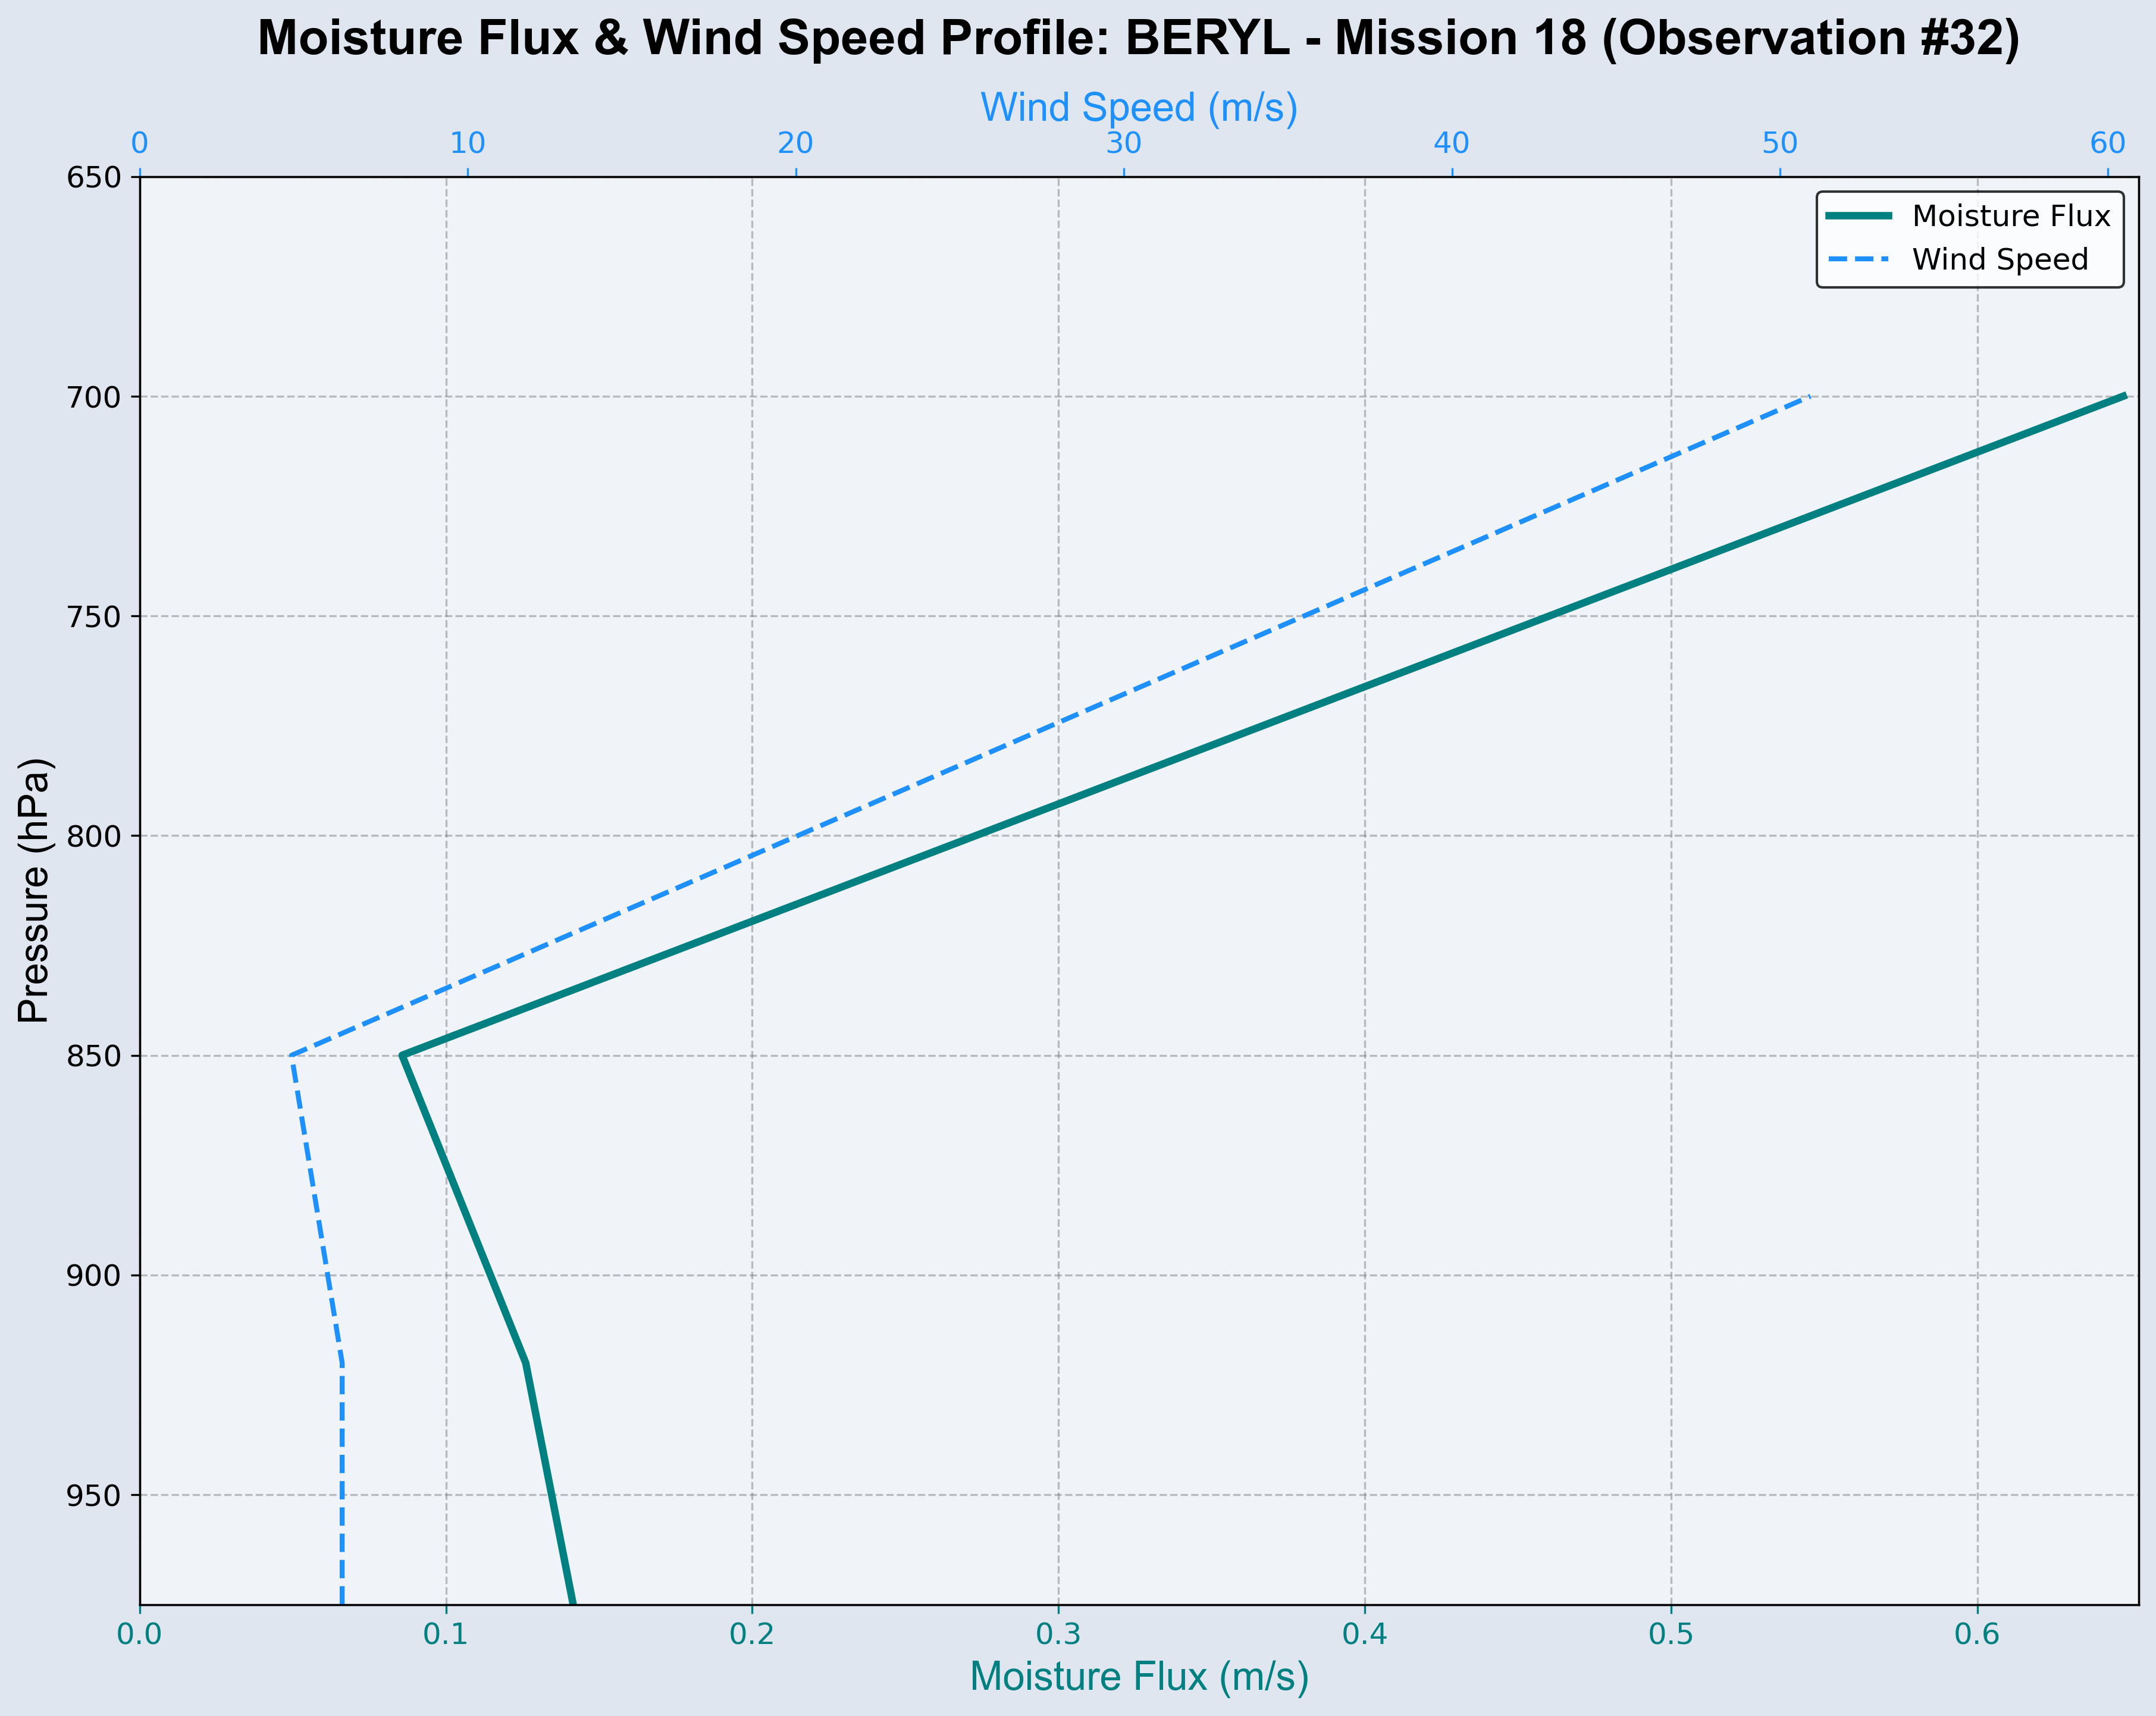 Moisture Flux & Wind Speed Profile: BERYL - Mission 18 (Observation #32)
Wind Speed (m/s)
0 10 20 30 40 50 60
Moisture Flux
Wind Speed
Pressure (hPa)
650
700
750
800
850
900
950
0.0 0.1 0.2 0.3 0.4 0.5 0.6
Moisture Flux (m/s)